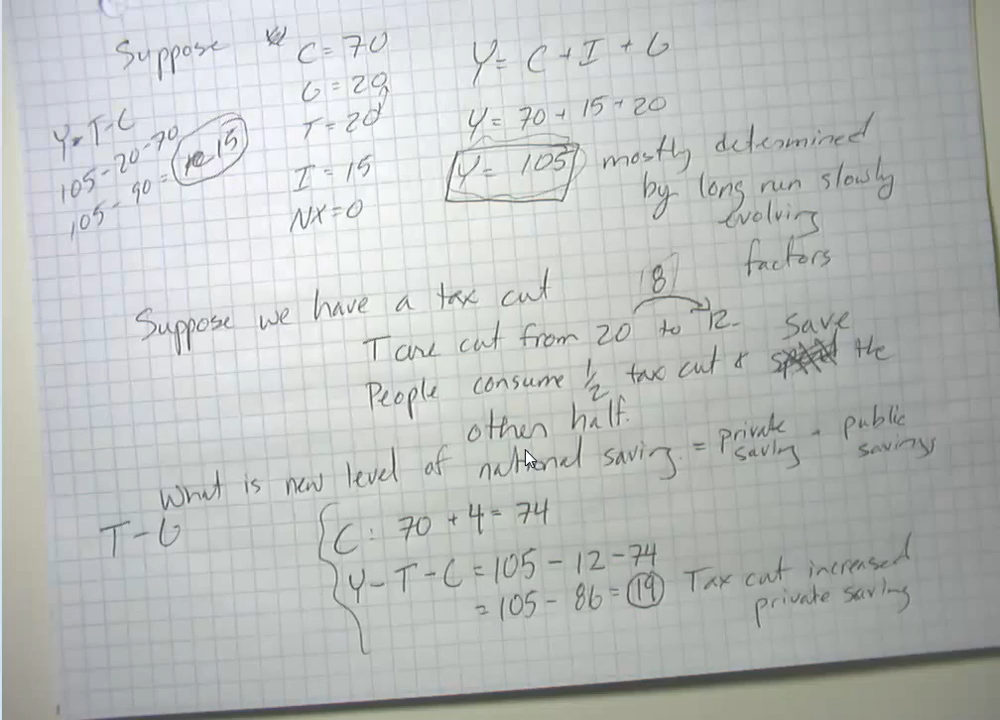 Suppose
C = 70
G = 20
T = 20
I = 15
NX = 0
Y - T - C
105 - 20 - 70
105 - 90 = 15
Y = C + I + G
Y = 70 + 15 + 20
Y = 105 mostly determined
by long run slowly
evolving
factors
Suppose we have a tax cut
8
Taxe cut from 20 to 12.
People consume 1/2 tax cut & save the
other half.
What is new level of national saving = private saving - public savings
T - G
C: 70 + 4 = 74
Y - T - C = 105 - 12 - 74
= 105 - 86 = 19 Tax cut increased
private saving